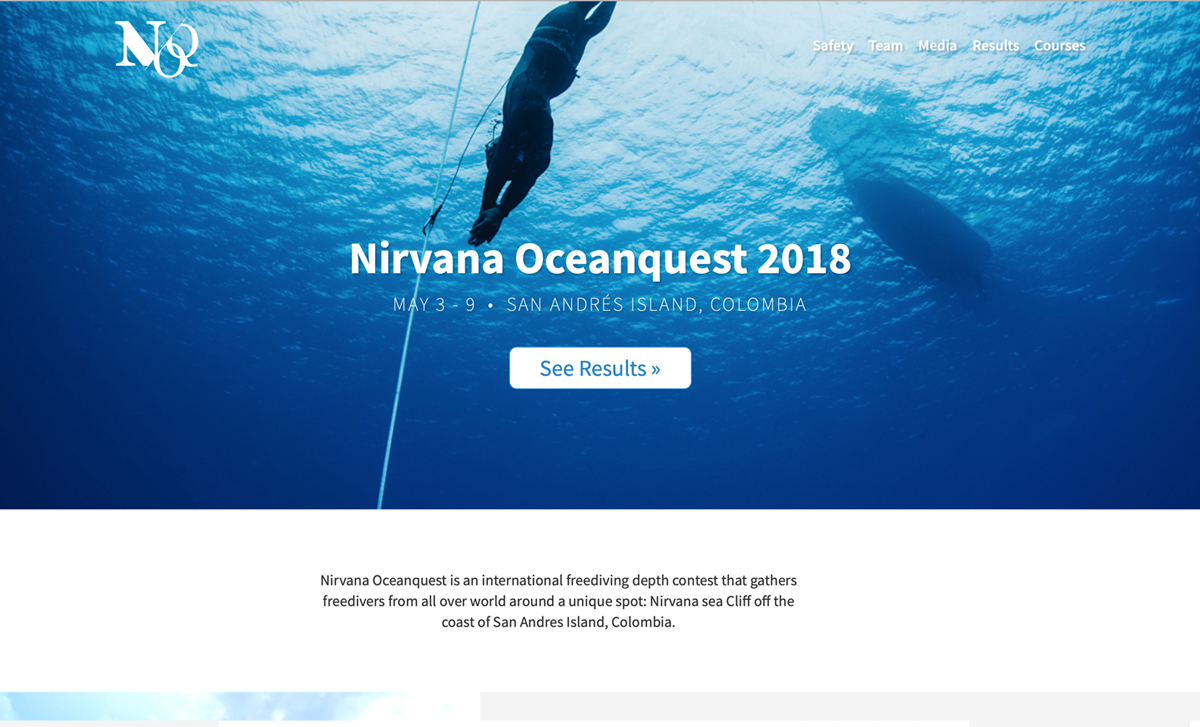 NOQ
Safety Team Media Results Courses
Nirvana Oceanquest 2018
MAY 3 - 9 • SAN ANDRÉS ISLAND, COLOMBIA
See Results »
Nirvana Oceanquest is an international freediving depth contest that gathers
freedivers from all over world around a unique spot: Nirvana sea Cliff off the
coast of San Andres Island, Colombia.